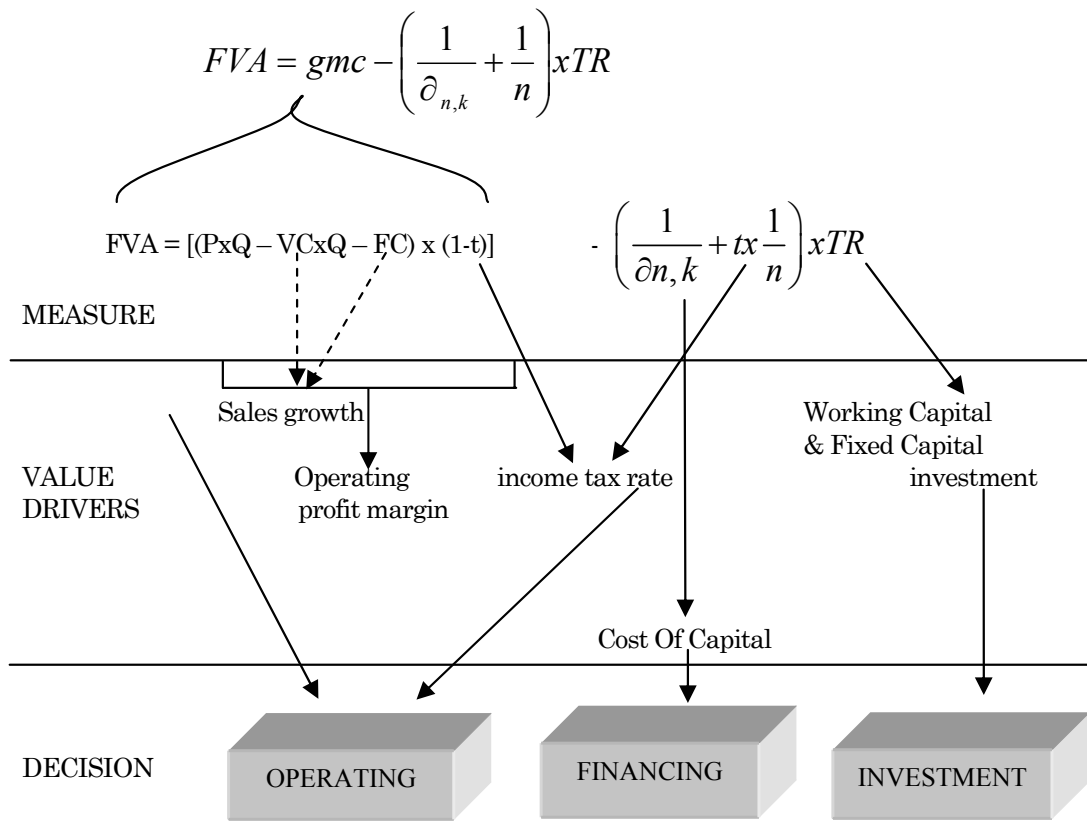 FVA = gmc − (1/∂n,k + 1/n) xTR
FVA = [(PxQ – VCxQ – FC) x (1-t)] - (1/∂n,k + tx 1/n) xTR
MEASURE
Sales growth
Working Capital
& Fixed Capital
investment
VALUE
DRIVERS
Operating
profit margin
income tax rate
Cost Of Capital
DECISION
OPERATING
FINANCING
INVESTMENT